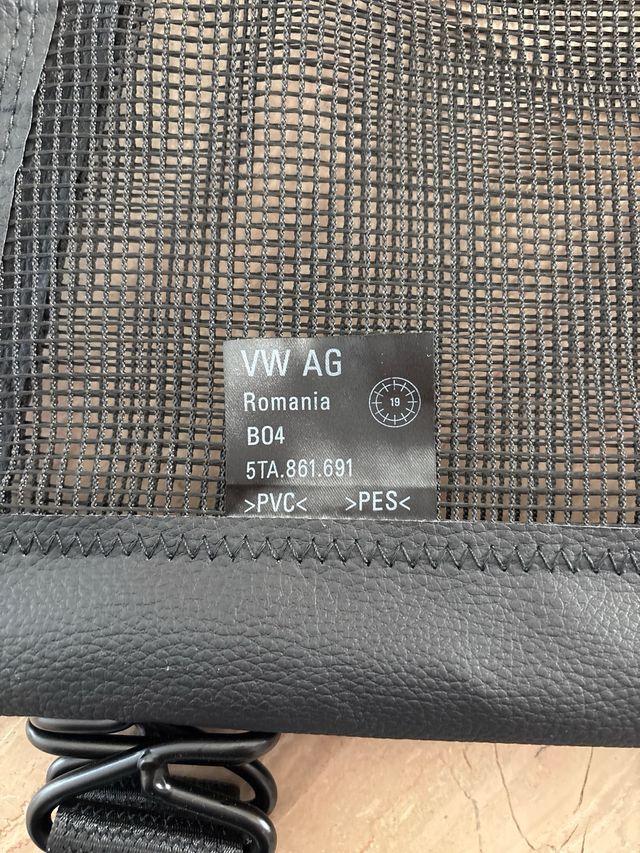 VW AG
Romania
19
B04
5TA.861.691
>PVC< >PES<